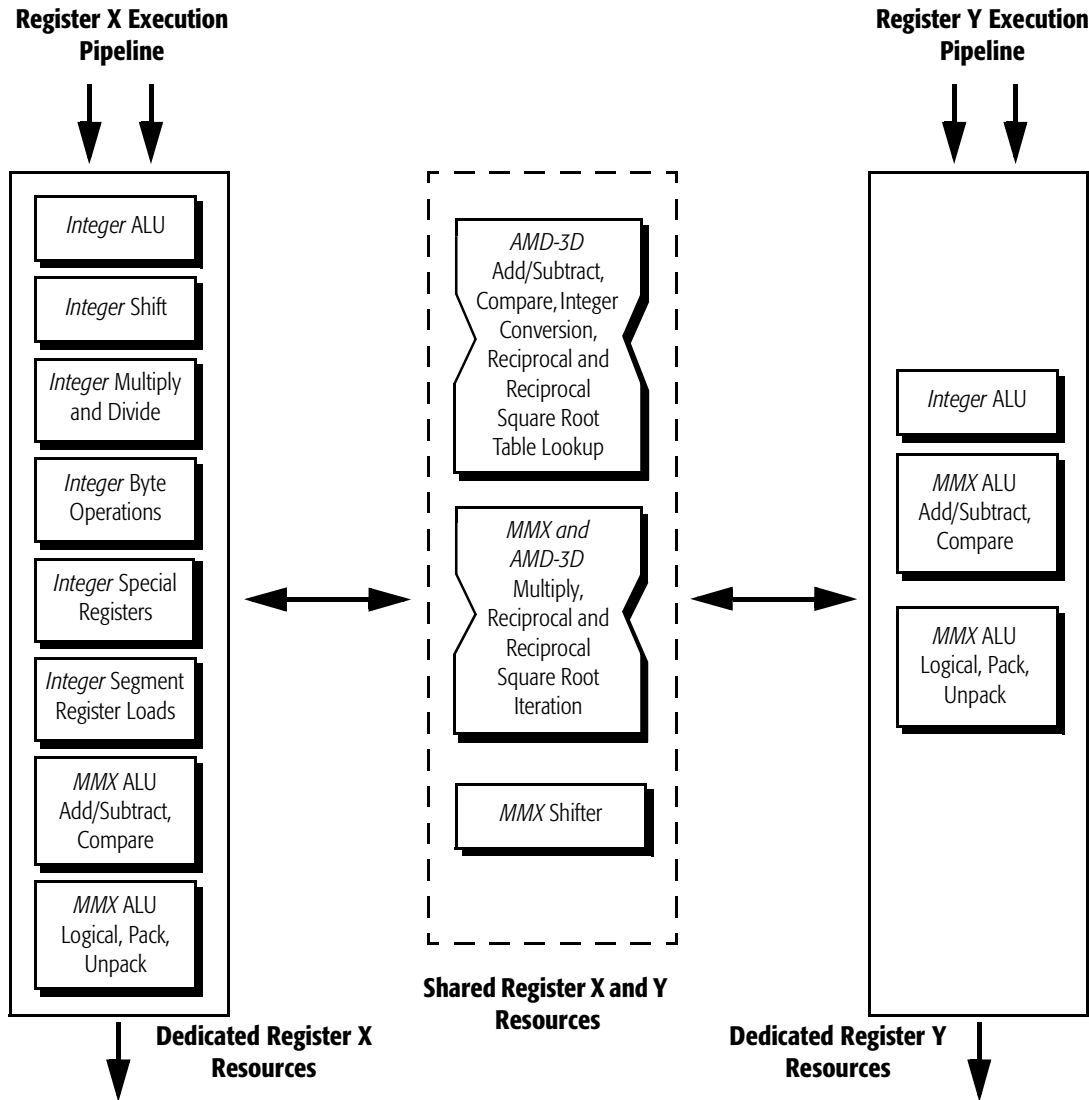 Register X Execution
Pipeline
Register Y Execution
Pipeline
Integer ALU
Integer Shift
Integer Multiply
and Divide
Integer Byte
Operations
Integer Special
Registers
Integer Segment
Register Loads
MMX ALU
Add/Subtract,
Compare
MMX ALU
Logical, Pack,
Unpack
AMD-3D
Add/Subtract,
Compare, Integer
Conversion,
Reciprocal and
Reciprocal
Square Root
Table Lookup
MMX and
AMD-3D
Multiply,
Reciprocal and
Reciprocal
Square Root
Iteration
MMX Shifter
Integer ALU
MMX ALU
Add/Subtract,
Compare
MMX ALU
Logical, Pack,
Unpack
Shared Register X and Y
Resources
Dedicated Register X
Resources
Dedicated Register Y
Resources